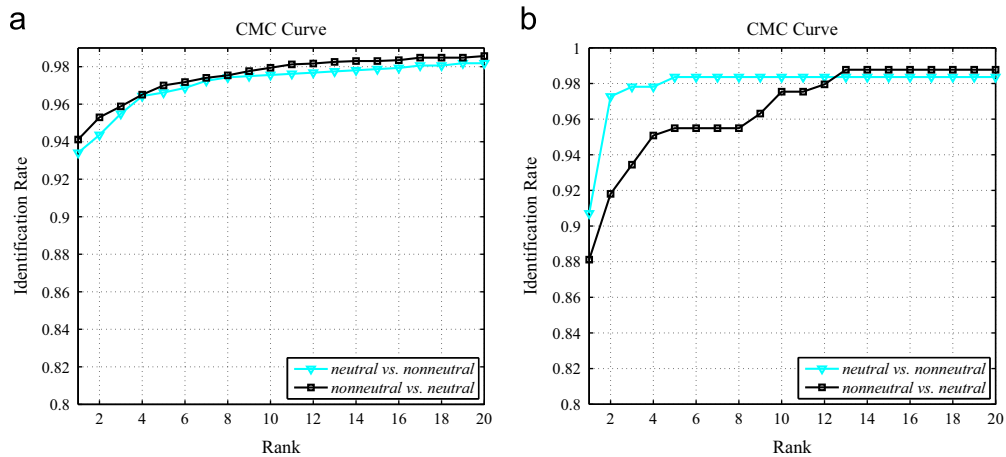 a
CMC Curve
0.98
0.96
0.94
0.92
0.9
0.88
0.86
0.84
0.82
0.8
Identification Rate
2 4 6 8 10 12 14 16 18 20
Rank
neutral vs. nonneutral
nonneutral vs. neutral
b
CMC Curve
1
0.98
0.96
0.94
0.92
0.9
0.88
0.86
0.84
0.82
0.8
Identification Rate
2 4 6 8 10 12 14 16 18 20
Rank
neutral vs. nonneutral
nonneutral vs. neutral